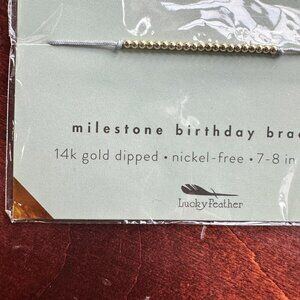 milestone birthday brac
14k gold dipped • nickel-free • 7-8 in
Lucky Feather